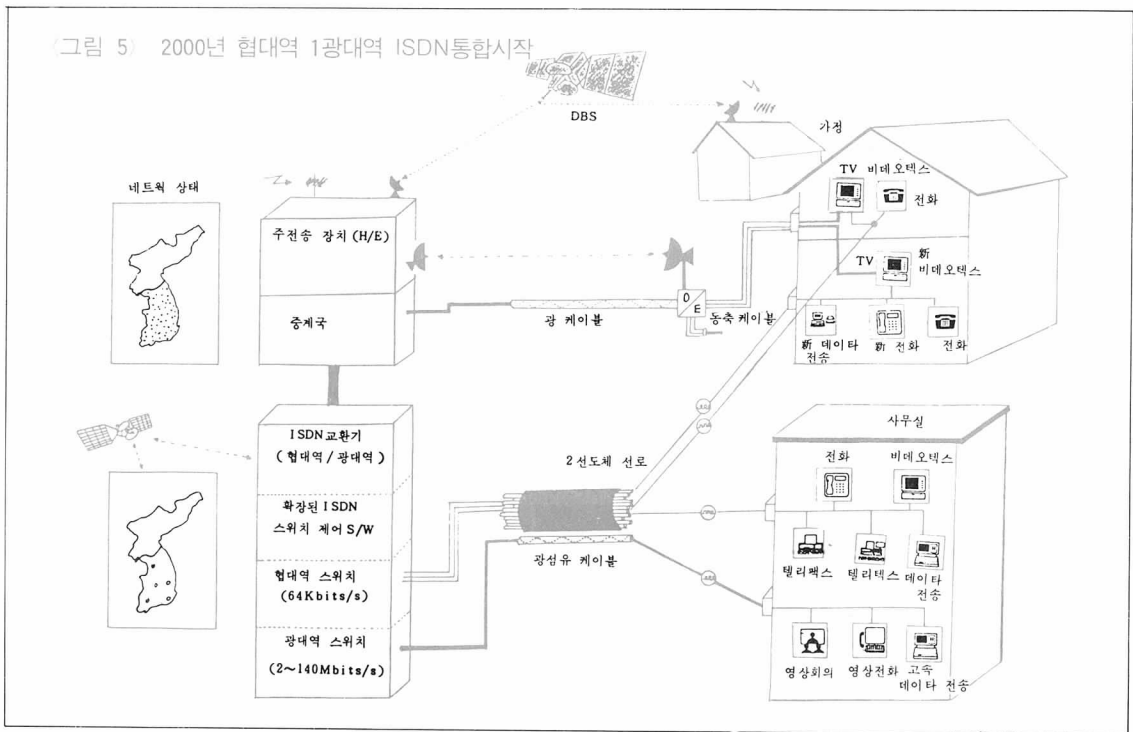 〈그림 5〉 2000년 협대역 1광대역 ISDN통합시작
DBS
가정
네트웍 상태
TV 비데오텍스
전화
주전송 장치(H/E)
新
TV
비데오텍스
중계국
광 케이블
O
E
동축케이블
新 데이타
전송
新 전화
전화
ISDN교환기
(협대역/광대역)
확장된 ISDN
스위치 제어 S/W
협대역 스위치
(64Kbits/s)
광대역 스위치
(2~140Mbits/s)
2선도체 선로
광섬유 케이블
사무실
전화
비데오텍스
텔리팩스
텔리텍스
데이타
전송
영상회의
영상전화
고속
데이타 전송